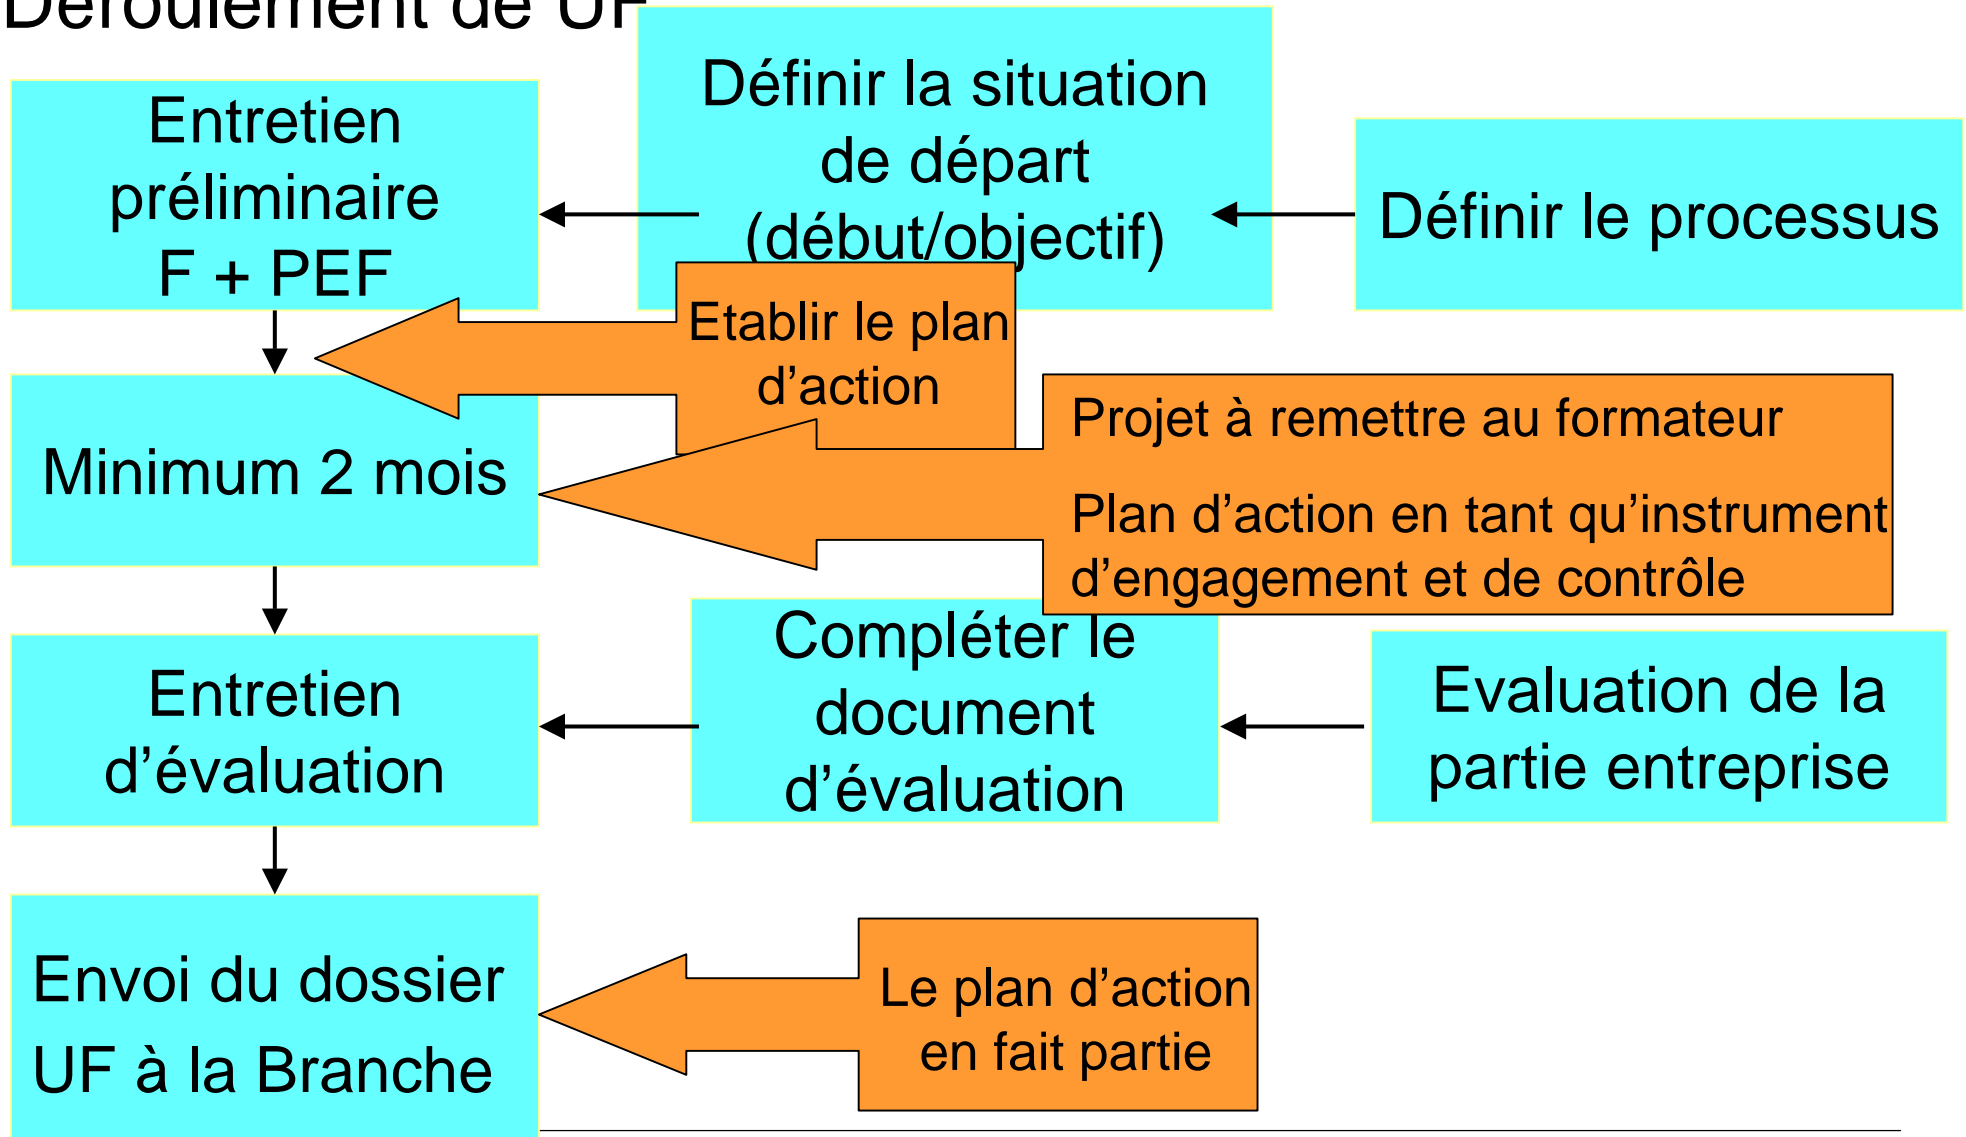 Déroulement de UF
Entretien
préliminaire
F + PEF
Définir la situation
de départ
(début/objectif)
Définir le processus
Etablir le plan
d’action
Minimum 2 mois
Projet à remettre au formateur
Plan d’action en tant qu’instrument
d’engagement et de contrôle
Entretien
d’évaluation
Compléter le
document
d’évaluation
Evaluation de la
partie entreprise
Envoi du dossier
UF à la Branche
Le plan d’action
en fait partie